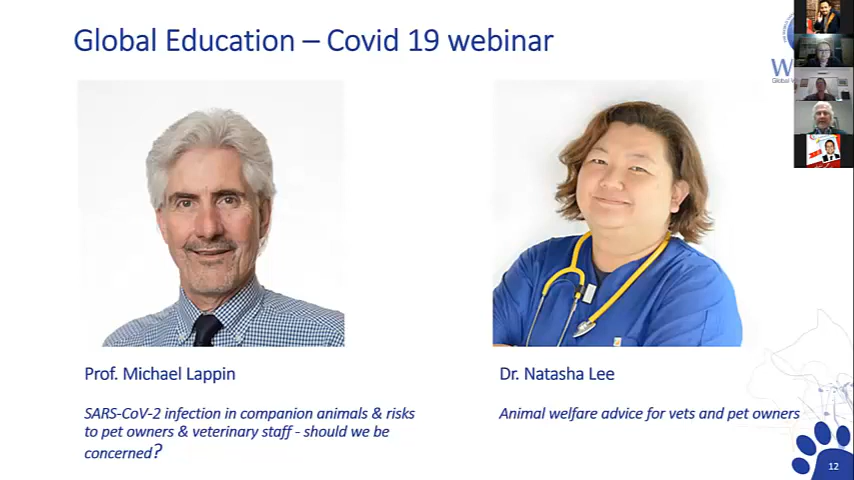 Global Education – Covid 19 webinar
W
Global V
Prof. Michael Lappin
Dr. Natasha Lee
SARS-CoV-2 infection in companion animals & risks
to pet owners & veterinary staff - should we be
concerned?
Animal welfare advice for vets and pet owners
12